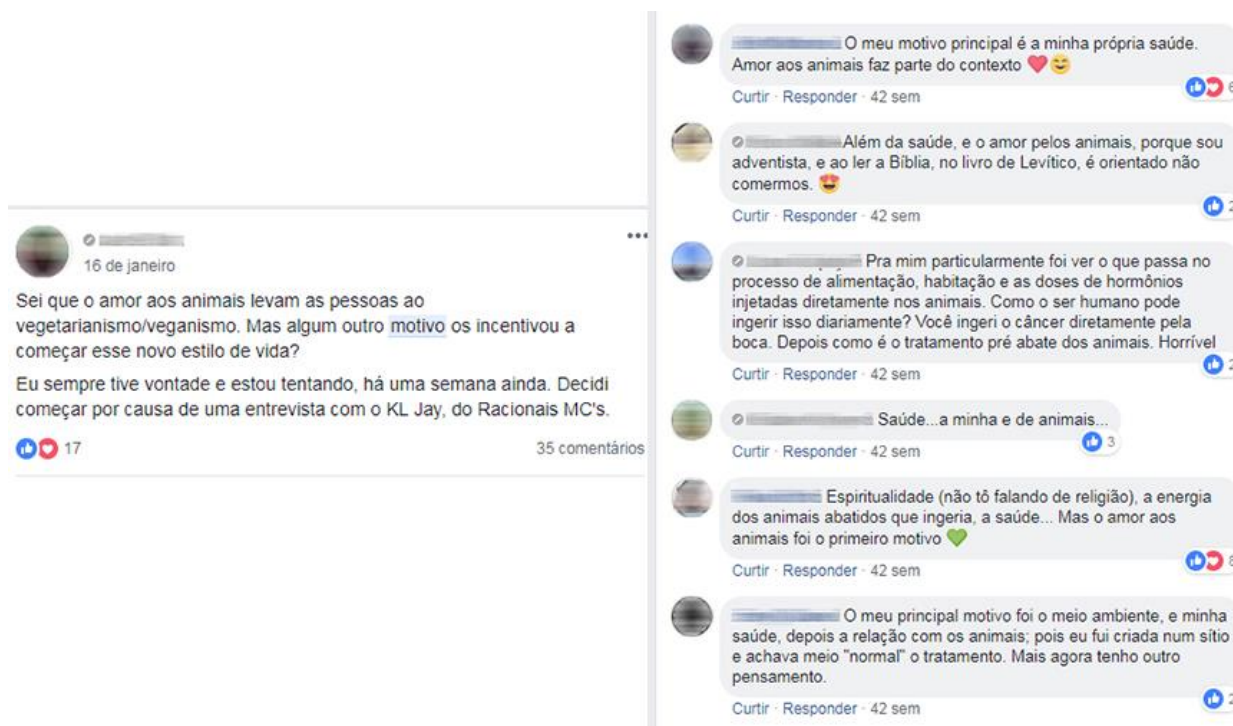 16 de janeiro
Sei que o amor aos animais levam as pessoas ao
vegetarianismo/veganismo. Mas algum outro motivo os incentivou a
começar esse novo estilo de vida?
Eu sempre tive vontade e estou tentando, há uma semana ainda. Decidi
começar por causa de uma entrevista com o KL Jay, do Racionais MC's.
17
35 comentários
O meu motivo principal é a minha própria saúde.
Amor aos animais faz parte do contexto ❤️😄
Curtir · Responder · 42 sem
6
Além da saúde, e o amor pelos animais, porque sou
adventista, e ao ler a Bíblia, no livro de Levítico, é orientado não
comermos. 😍
Curtir · Responder · 42 sem
2
Pra mim particularmente foi ver o que passa no
processo de alimentação, habitação e as doses de hormônios
injetadas diretamente nos animais. Como o ser humano pode
ingerir isso diariamente? Você ingeri o câncer diretamente pela
boca. Depois como é o tratamento pré abate dos animais. Horrível
Curtir · Responder · 42 sem
2
Saúde...a minha e de animais...
3
Curtir · Responder · 42 sem
Espiritualidade (não tô falando de religião), a energia
dos animais abatidos que ingeria, a saúde... Mas o amor aos
animais foi o primeiro motivo 💚
Curtir · Responder · 42 sem
8
O meu principal motivo foi o meio ambiente, e minha
saúde, depois a relação com os animais; pois eu fui criada num sítio
e achava meio "normal" o tratamento. Mais agora tenho outro
pensamento.
Curtir · Responder · 42 sem
2